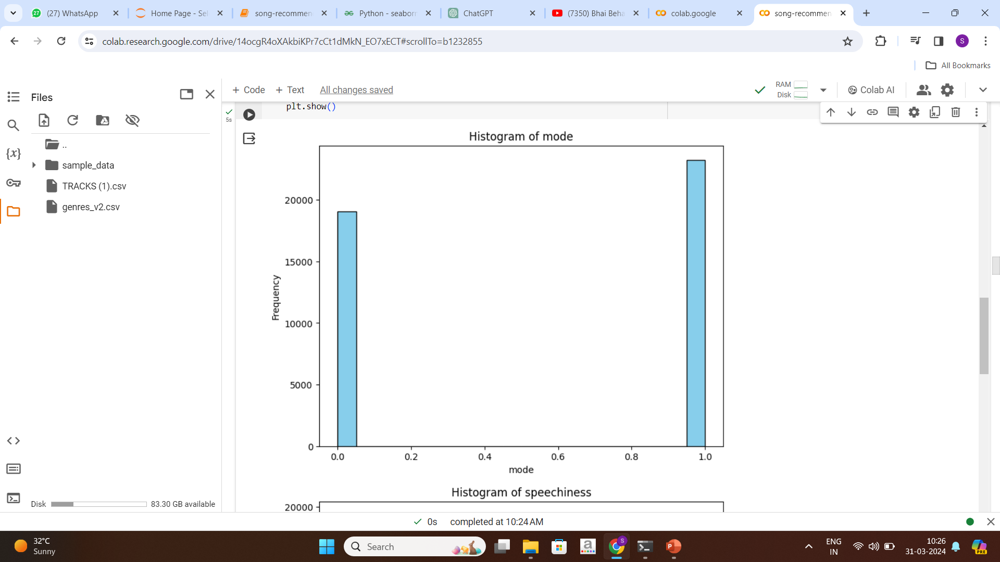 (27) WhatsApp
Home Page - Sel
song-recommen
Python - seaborn
ChatGPT
(7350) Bhai Beha
colab.google
song-recommen
colab.research.google.com/drive/14ocgR4oXAkbiKPr7cCt1dMkN_EO7xECT#scrollTo=b1232855
S
All Bookmarks
Files
+ Code + Text All changes saved
RAM
Disk
Colab AI
plt.show()
5s
..
sample_data
TRACKS (1).csv
genres_v2.csv
{x}
Histogram of mode
20000
15000
10000
5000
0
Frequency
0.0 0.2 0.4 0.6 0.8 1.0
mode
Histogram of speechiness
20000
Disk 83.30 GB available
0s completed at 10:24 AM
32°C
Sunny
Search
ENG
IN
10:26
31-03-2024
PRE